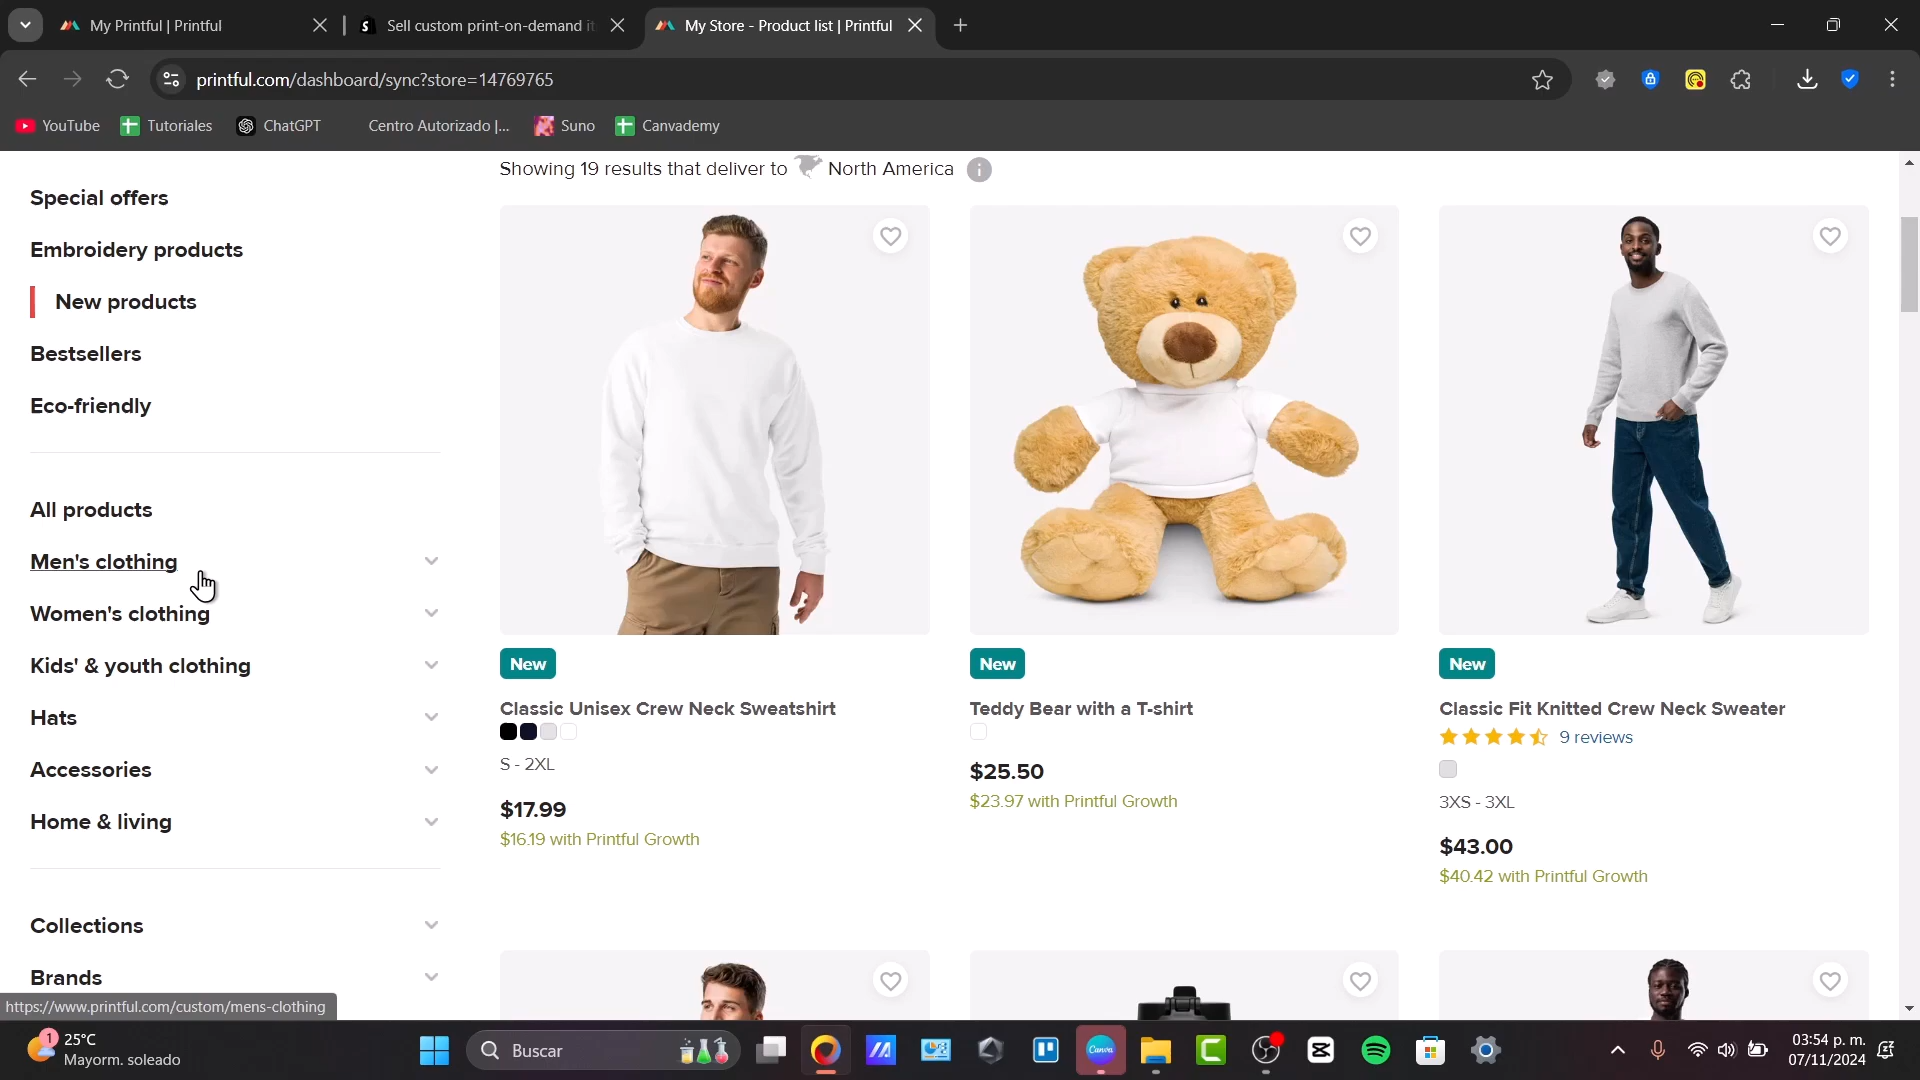 My Printful | Printful
Sell custom print-on-demand it
My Store - Product list | Printful
printful.com/dashboard/sync?store=14769765
YouTube
Tutoriales
ChatGPT
Centro Autorizado |...
Suno
Canvademy
Showing 19 results that deliver to North America
Special offers
Embroidery products
New products
Bestsellers
Eco-friendly
All products
Men's clothing
Women's clothing
Kids' & youth clothing
Hats
Accessories
Home & living
Collections
Brands
New
Classic Unisex Crew Neck Sweatshirt
S - 2XL
$17.99
$16.19 with Printful Growth
New
Teddy Bear with a T-shirt
$25.50
$23.97 with Printful Growth
New
Classic Fit Knitted Crew Neck Sweater
9 reviews
3XS - 3XL
$43.00
$40.42 with Printful Growth
https://www.printful.com/custom/mens-clothing
1
25°C
Mayorm. soleado
Buscar
Canva
03:54 p. m.
07/11/2024